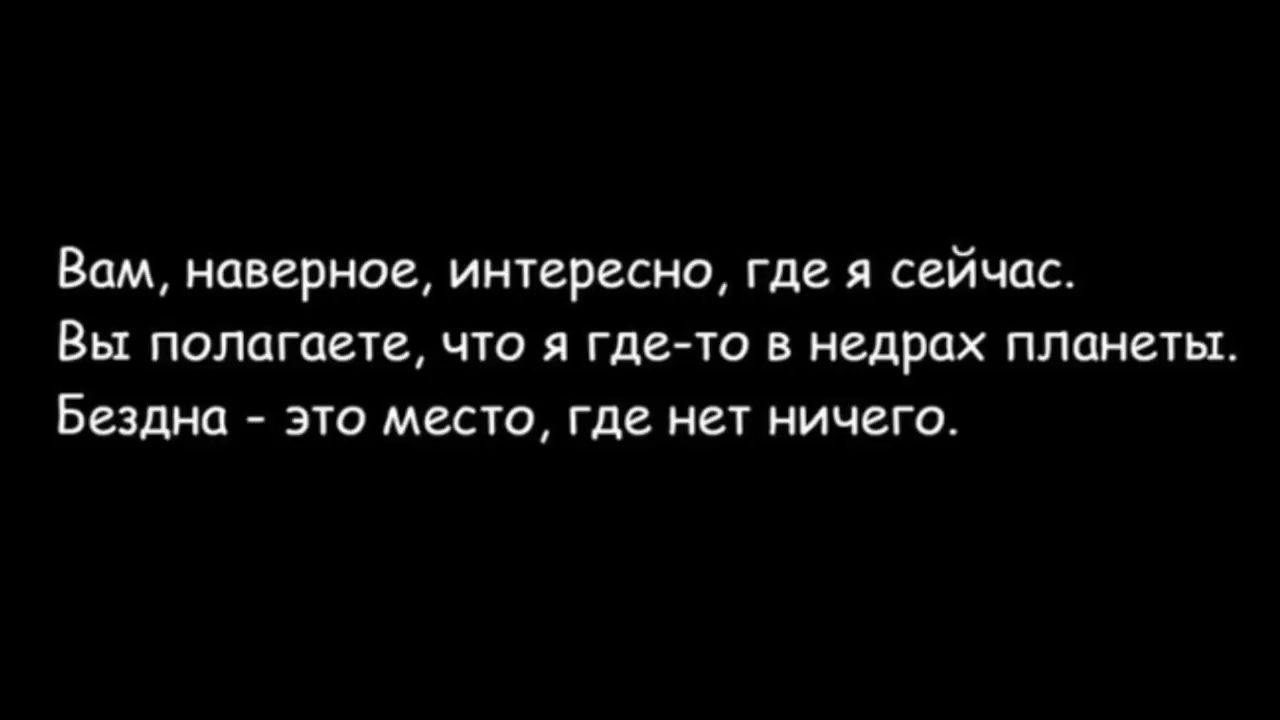 Вам, наверное, интересно, где я сейчас.
Вы полагаете, что я где-то в недрах планеты.
Бездна - это место, где нет ничего.